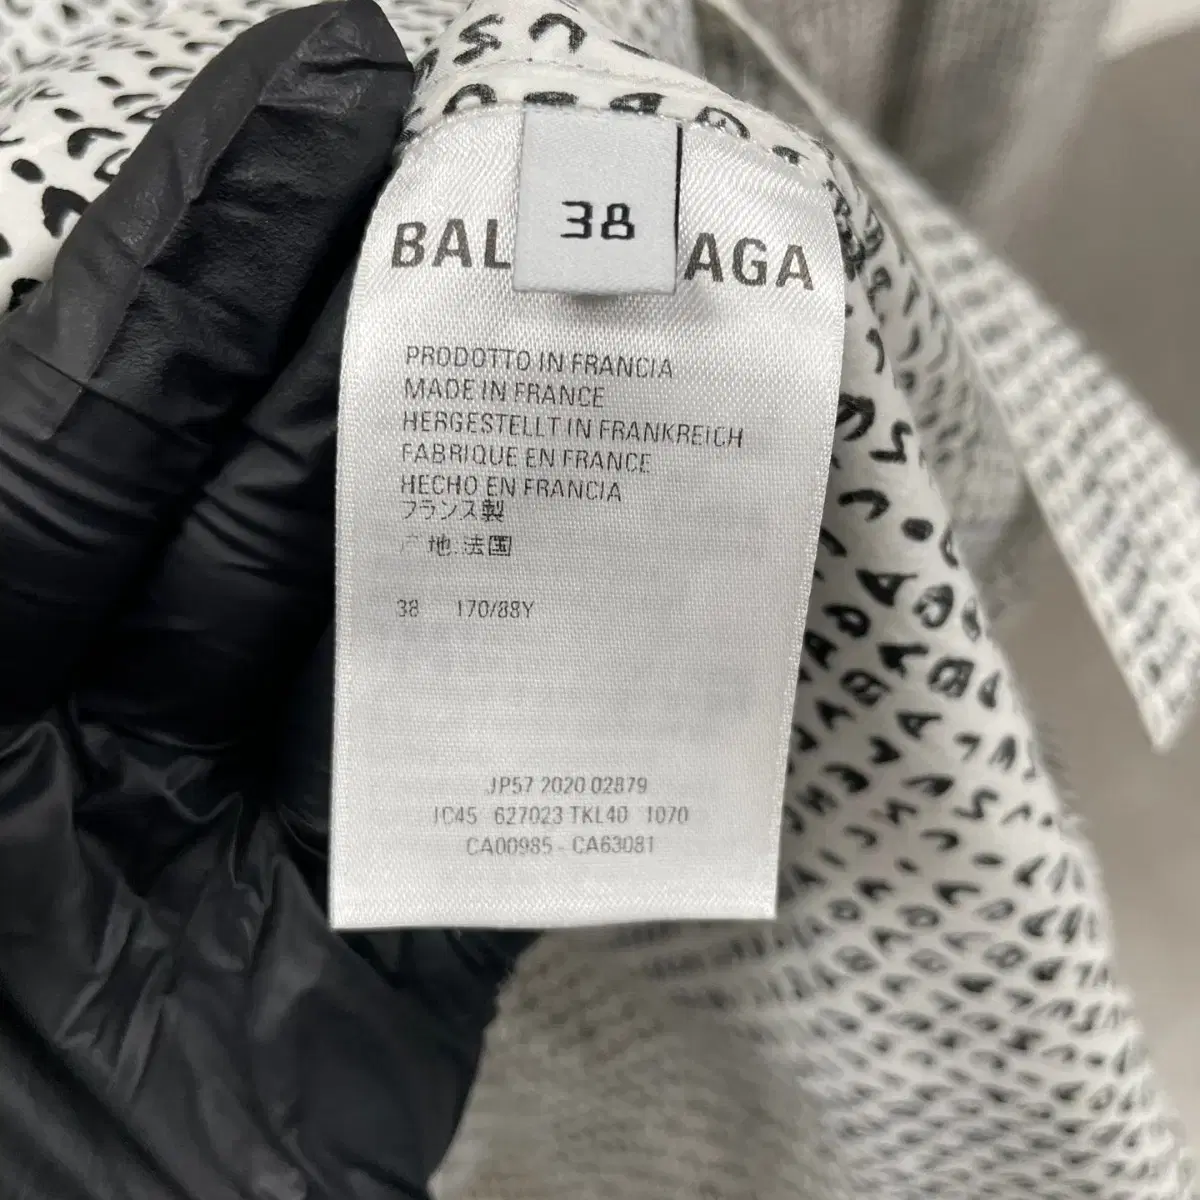 38
BAL AGA
PRODOTTO IN FRANCIA
MADE IN FRANCE
HERGESTELLT IN FRANKREICH
FABRIQUE EN FRANCE
HECHO EN FRANCIA
フランス製
产地:法国
38 170/88Y
JP57 2020 02879
IC45 627023 TKL40 1070
CA00985 - CA63081